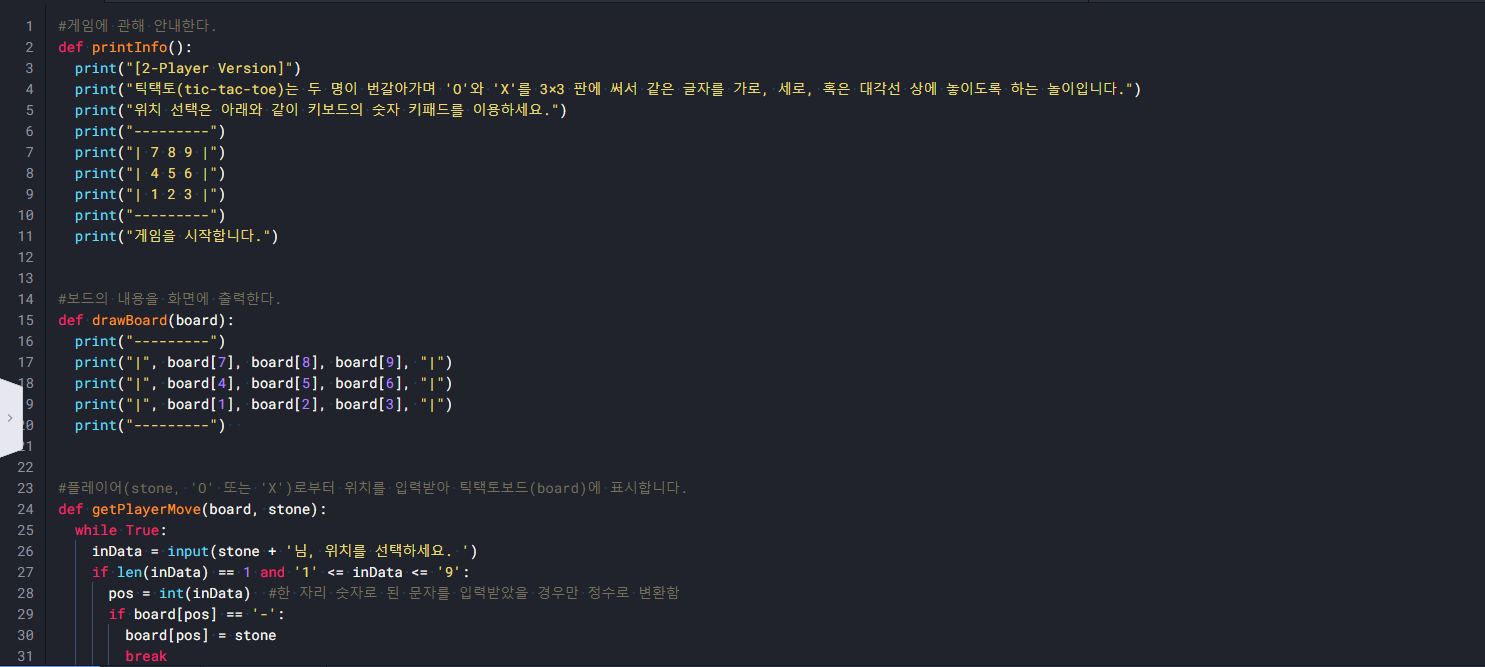 1 #게임에 관해 안내한다.
2 def printInfo():
3 print("[2-Player Version]")
4 print("틱택토(tic-tac-toe)는 두 명이 번갈아가며 'O'와 'X'를 3×3 판에 써서 같은 글자를 가로, 세로, 혹은 대각선 상에 놓이도록 하는 놀이입니다.")
5 print("위치 선택은 아래와 같이 키보드의 숫자 키패드를 이용하세요.")
6 print("---------")
7 print("| 7 8 9 |")
8 print("| 4 5 6 |")
9 print("| 1 2 3 |")
10 print("---------")
11 print("게임을 시작합니다.")
12
13
14 #보드의 내용을 화면에 출력한다.
15 def drawBoard(board):
16 print("---------")
17 print("|", board[7], board[8], board[9], "|")
18 print("|", board[4], board[5], board[6], "|")
9 print("|", board[1], board[2], board[3], "|")
20 print("---------")
21
22
23 #플레이어(stone, 'O' 또는 'X')로부터 위치를 입력받아 틱택토보드(board)에 표시합니다.
24 def getPlayerMove(board, stone):
25 while True:
26 inData = input(stone + '님, 위치를 선택하세요. ')
27 if len(inData) == 1 and '1' <= inData <= '9':
28 pos = int(inData) #한 자리 숫자로 된 문자를 입력받았을 경우만 정수로 변환함
29 if board[pos] == '-':
30 board[pos] = stone
31 break